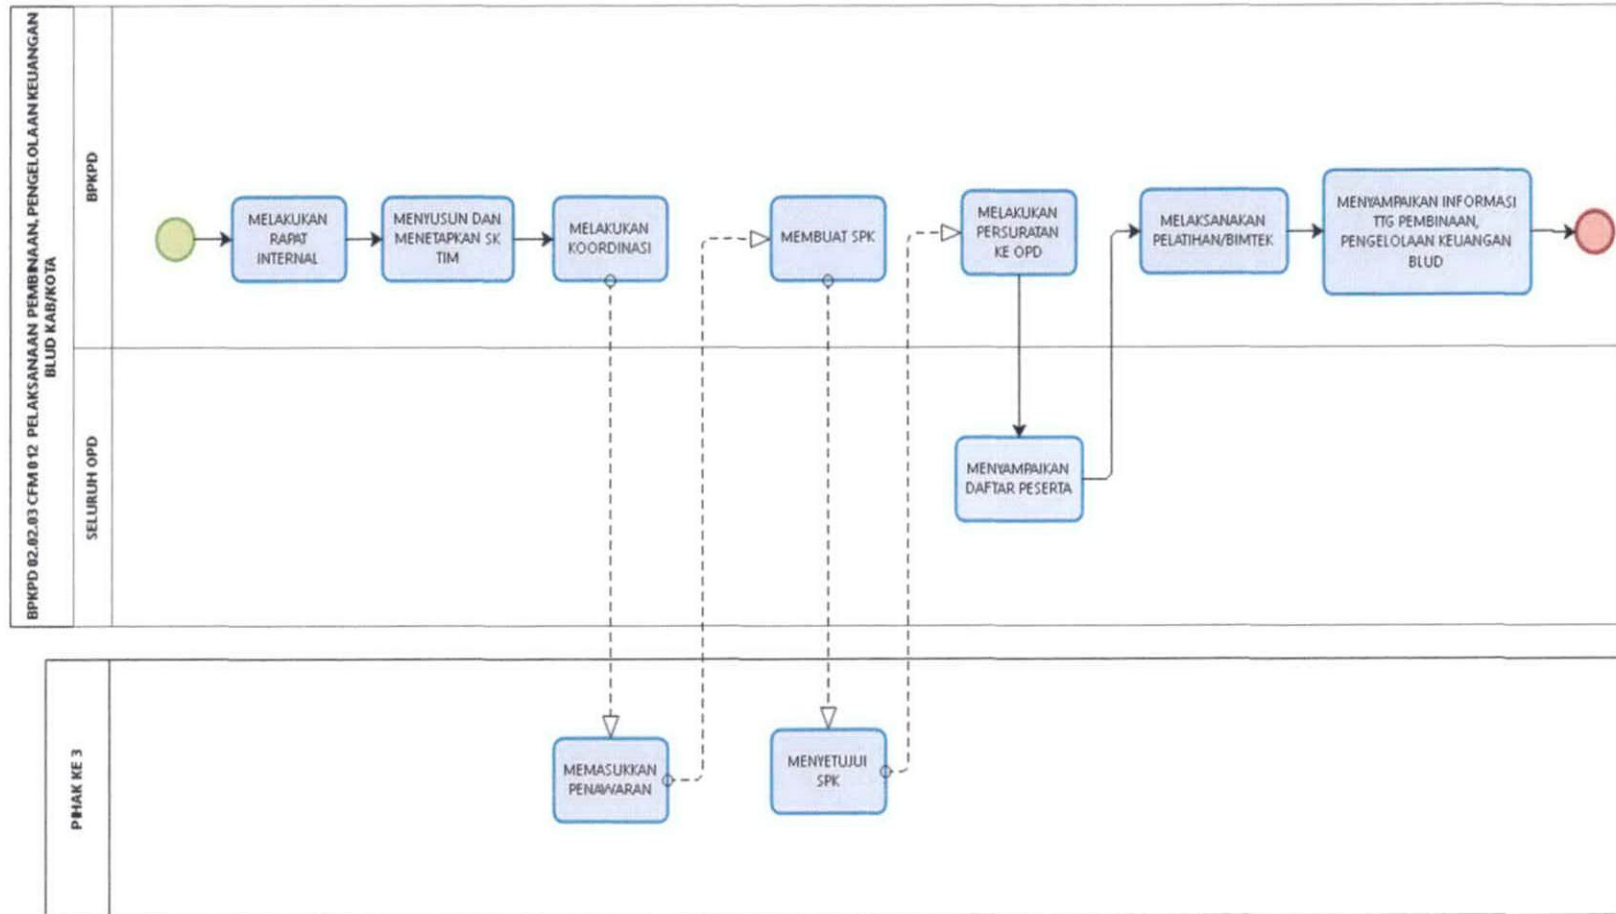 BPKPD 02.02.03 CFM 012 PELAKSANAAN PEMBINAAN, PENGELOLAAN KEUANGAN
BLUD KAB/KOTA
BPKPD
MELAKUKAN
RAPAT
INTERNAL
MENYUSUN DAN
MENETAPKAN SK
TIM
MELAKUKAN
KOORDINASI
MEMBUAT SPK
MELAKUKAN
PERSURATAN
KE OPD
MELAKSANAKAN
PELATIHAN/BIMTEK
MENYAMPAIKAN INFORMASI
TTG PEMBINAAN,
PENGELOLAAN KEUANGAN
BLUD
SELURUH OPD
MENYAMPAIKAN
DAFTAR PESERTA
PIHAK KE 3
MEMASUKKAN
PENAWARAN
MENYETUJUI
SPK